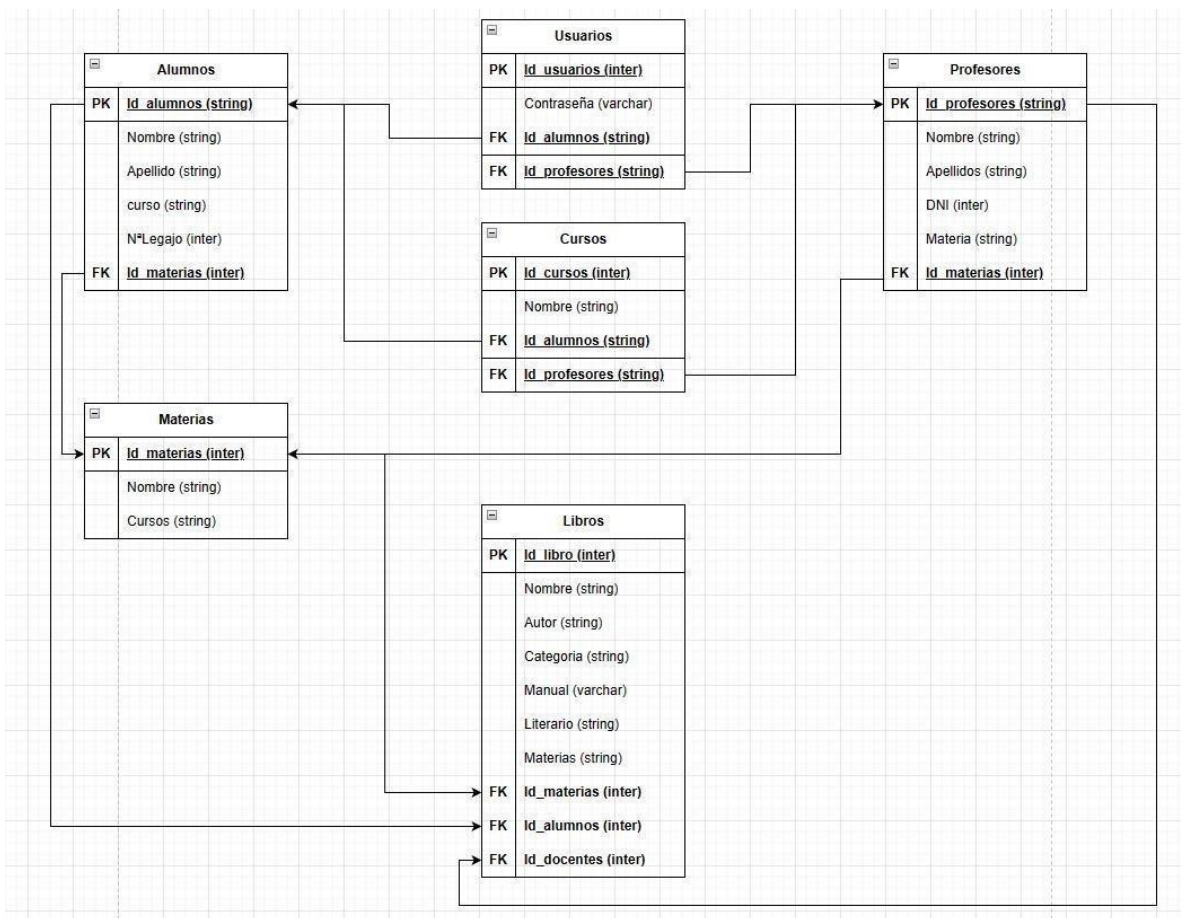 Alumnos
PK Id_alumnos (string)
Nombre (string)
Apellido (string)
curso (string)
NªLegajo (inter)
FK Id_materias (inter)
Usuarios
PK Id_usuarios (inter)
Contraseña (varchar)
FK Id_alumnos (string)
FK Id_profesores (string)
Profesores
PK Id_profesores (string)
Nombre (string)
Apellidos (string)
DNI (inter)
Materia (string)
FK Id_materias (inter)
Cursos
PK Id_cursos (inter)
Nombre (string)
FK Id_alumnos (string)
FK Id_profesores (string)
Materias
PK Id_materias (inter)
Nombre (string)
Cursos (string)
Libros
PK Id_libro (inter)
Nombre (string)
Autor (string)
Categoria (string)
Manual (varchar)
Literario (string)
Materias (string)
FK Id_materias (inter)
FK Id_alumnos (inter)
FK Id_docentes (inter)